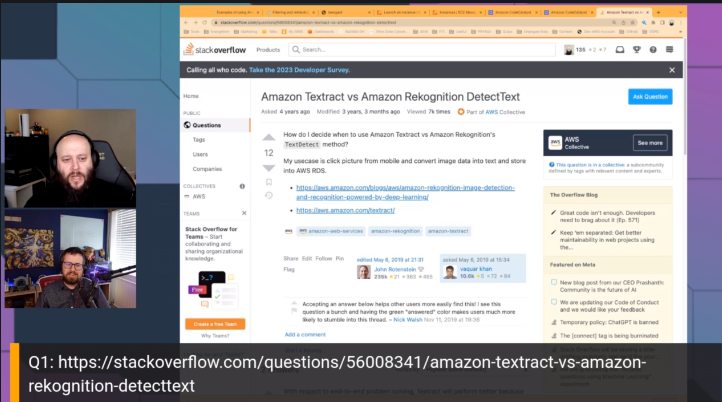 stackoverflow.com/questions/56008341/amazon-textract-vs-amazon-rekognition-detecttext
stackoverflow
Products
Search...
135
Calling all who code. Take the 2023 Developer Survey.
Home
PUBLIC
Questions
Tags
Users
Companies
COLLECTIVES
AWS
TEAMS
Stack Overflow for
Teams – Start
collaborating and
sharing organizational
knowledge.
Free
Create a free Team
Why Teams?
Amazon Textract vs Amazon Rekognition DetectText
Asked 4 years ago Modified 3 years, 3 months ago Viewed 7k times Part of AWS Collective
12
How do I decide when to use Amazon Textract vs Amazon Rekognition's
TextDetect method?
My usecase is click picture from mobile and convert image data into text and store
into AWS RDS.
https://aws.amazon.com/blogs/aws/amazon-rekognition-image-detection-
and-recognition-powered-by-deep-learning/
https://aws.amazon.com/textract/
aws amazon-web-services amazon-rekognition amazon-textract
Share Edit Follow Pin
Flag
edited May 6, 2019 at 21:31
John Rotenstein
asked May 6, 2019 at 15:34
vaquar khan
Accepting an answer below helps other users more easily find this! I see this
question a bunch and having the green "answered" color makes users much more
likely to stumble into this thread. – Nick Walsh Nov 11, 2019 at 19:36
Add a comment
Ask Question
aws
AWS
Collective
See more
This question is in a collective: a subcommunity
defined by tags with relevant content and experts.
The Overflow Blog
Great code isn't enough. Developers
need to brag about it (Ep. 571)
Keep 'em separated: Get better
maintainability in web projects using
the...
Featured on Meta
New blog post from our CEO Prashanth:
Community is the future of AI
We are updating our Code of Conduct
and we would like your feedback
Temporary policy: ChatGPT is banned
The [connect] tag is being burninated
Q1: https://stackoverflow.com/questions/56008341/amazon-textract-vs-amazon-
rekognition-detecttext